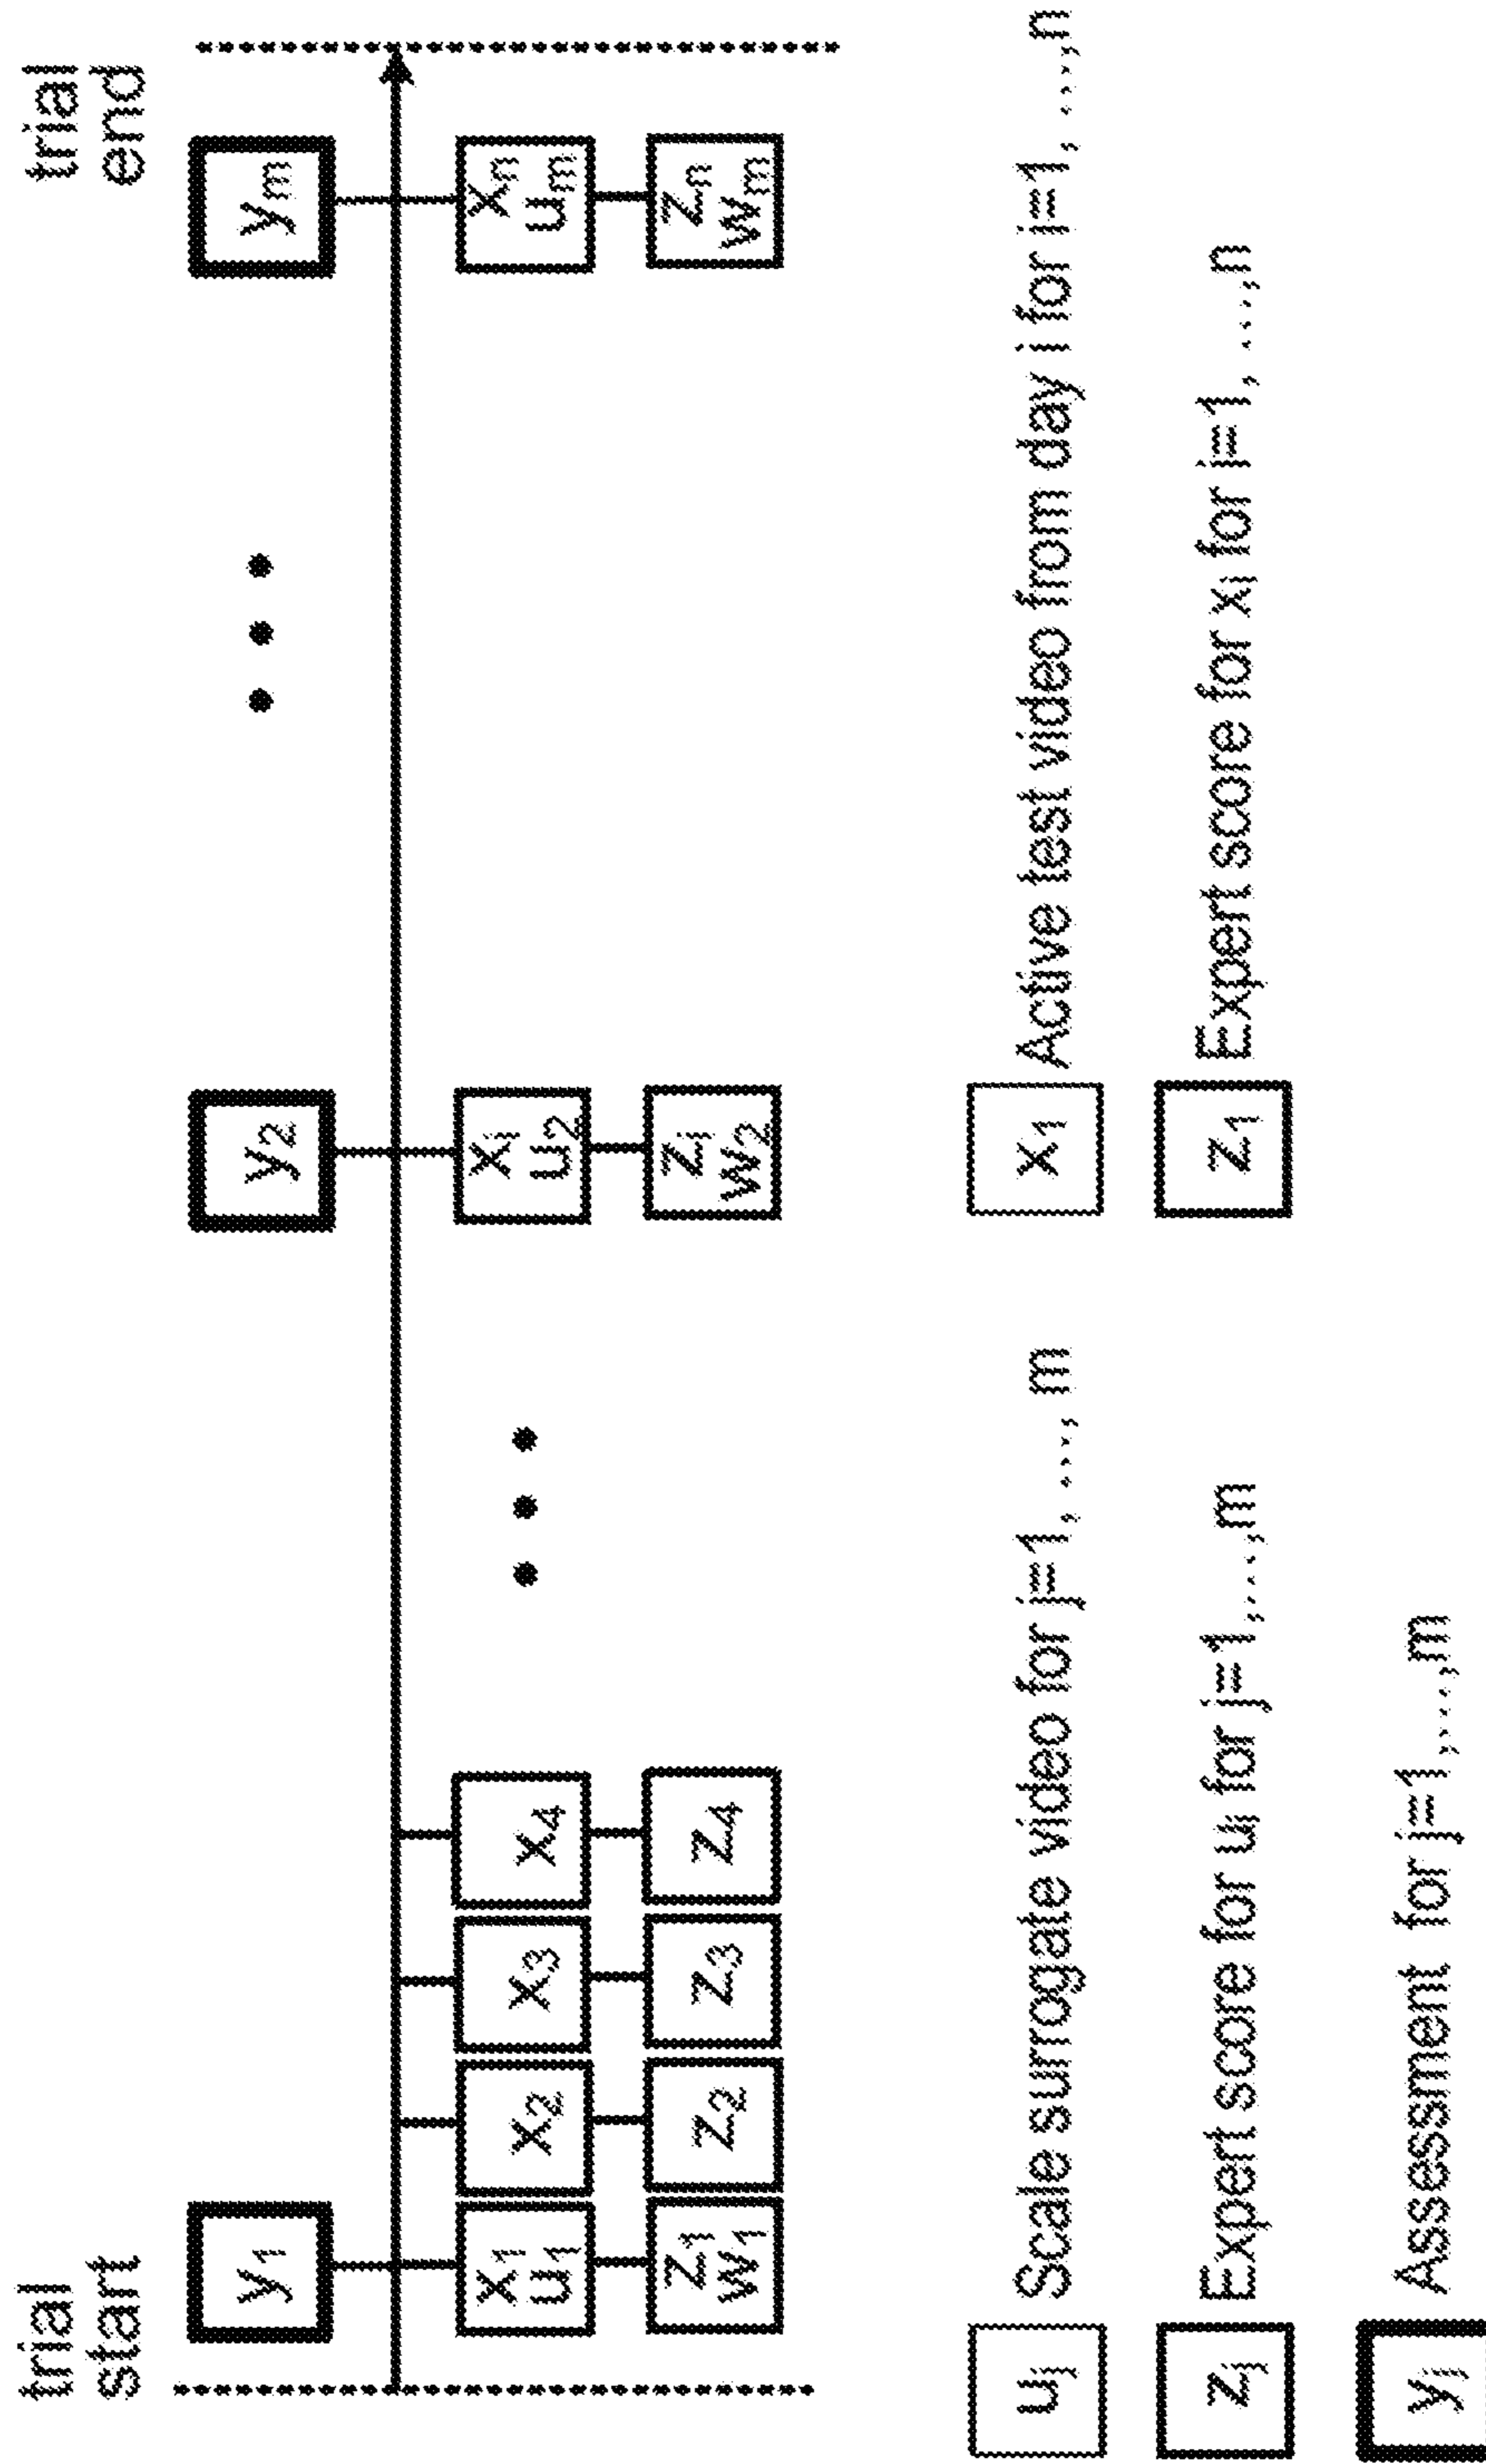 trial
start
trial
end
y1
y2
ym
x1
u1
x2
x3
x4
xi
u2
xn
um
z1
w1
z2
z3
z4
zi
w2
zn
wm
uj Scale surrogate video for j=1, ..., m
x1 Active test video from day i for i=1, ...,n
zj Expert score for uj for j=1,...,m
z1 Expert score for xi for i=1, ...,n
yj Assessment for j=1,...,m